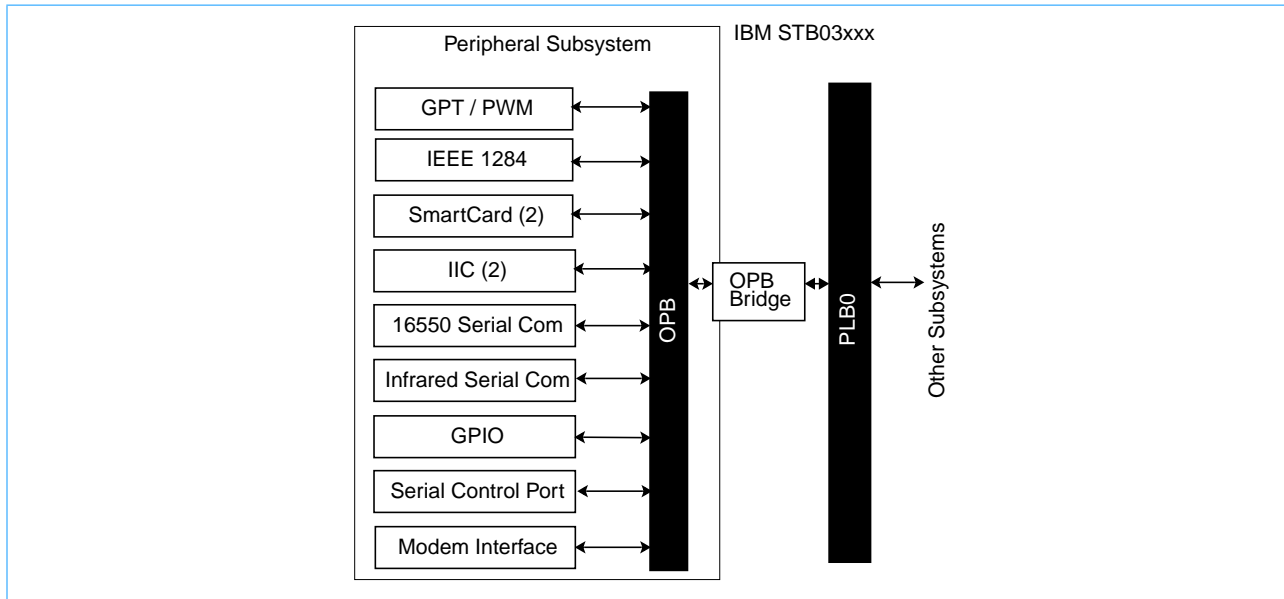 IBM STB03xxx
Peripheral Subsystem
GPT / PWM
IEEE 1284
SmartCard (2)
IIC (2)
16550 Serial Com
Infrared Serial Com
GPIO
Serial Control Port
Modem Interface
OPB
OPB
Bridge
PLB0
Other Subsystems